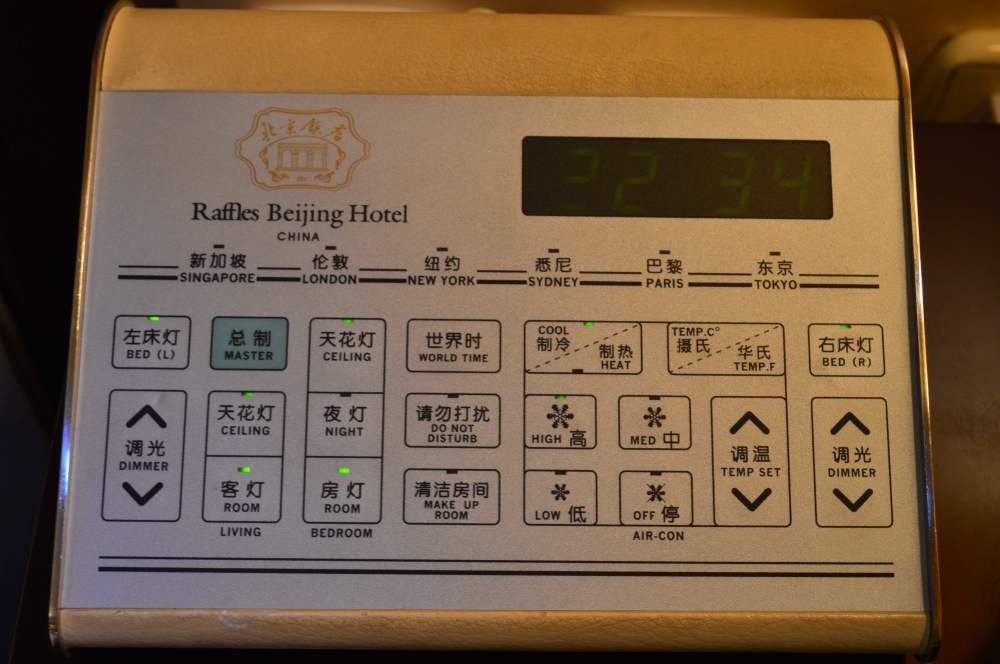 北京饭店
22 34
Raffles Beijing Hotel
CHINA
新加坡 伦敦 纽约 悉尼 巴黎 东京
SINGAPORE LONDON NEW YORK SYDNEY PARIS TOKYO
左床灯
BED (L)
总制
MASTER
天花灯
CEILING
世界时
WORLD TIME
COOL
制冷
制热
HEAT
TEMP.C°
摄氏
华氏
TEMP.F
右床灯
BED (R)
调光
DIMMER
天花灯
CEILING
夜灯
NIGHT
请勿打扰
DO NOT
DISTURB
HIGH 高
MED 中
调温
TEMP SET
调光
DIMMER
客灯
ROOM
房灯
ROOM
清洁房间
MAKE UP
ROOM
LOW 低
OFF 停
LIVING
BEDROOM
AIR-CON